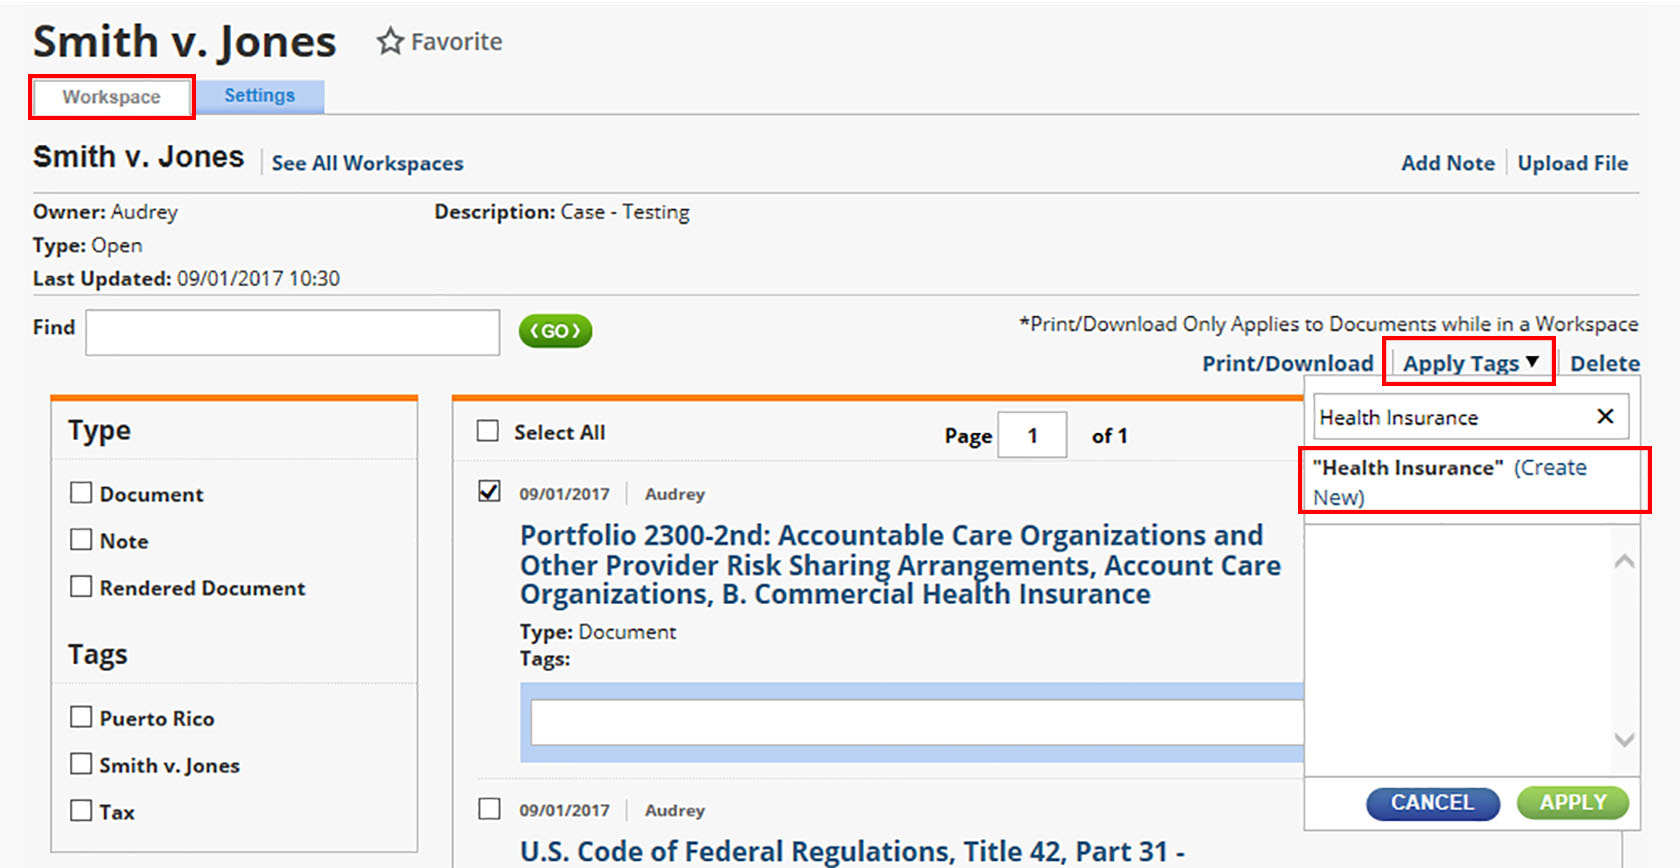 Smith v. Jones
Favorite
Workspace
Settings
Smith v. Jones
See All Workspaces
Add Note
Upload File
Owner: Audrey
Description: Case - Testing
Type: Open
Last Updated: 09/01/2017 10:30
Find
GO
*Print/Download Only Applies to Documents while in a Workspace
Print/Download
Apply Tags
Delete
Type
Document
Note
Rendered Document
Tags
Puerto Rico
Smith v. Jones
Tax
Select All
Page 1 of 1
09/01/2017 Audrey
Portfolio 2300-2nd: Accountable Care Organizations and
Other Provider Risk Sharing Arrangements, Account Care
Organizations, B. Commercial Health Insurance
Type: Document
Tags:
09/01/2017 Audrey
U.S. Code of Federal Regulations, Title 42, Part 31 -
Health Insurance
"Health Insurance" (Create
New)
CANCEL
APPLY